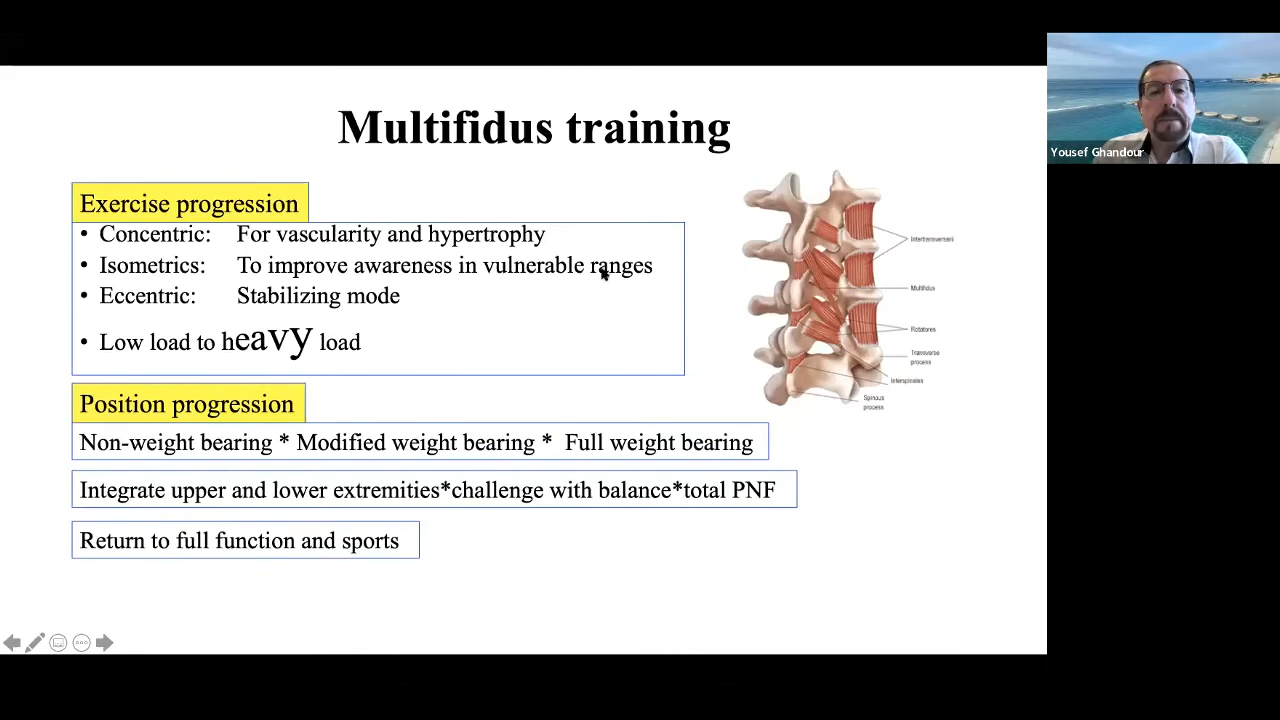 Multifidus training
Exercise progression
• Concentric: For vascularity and hypertrophy
• Isometrics: To improve awareness in vulnerable ranges
• Eccentric: Stabilizing mode
• Low load to heavy load
Position progression
Non-weight bearing * Modified weight bearing * Full weight bearing
Integrate upper and lower extremities*challenge with balance*total PNF
Return to full function and sports
Intertransversarii
Multifidus
Rotatores
Transverse
process
Interspinales
Spinous
process
Yousef Ghandour